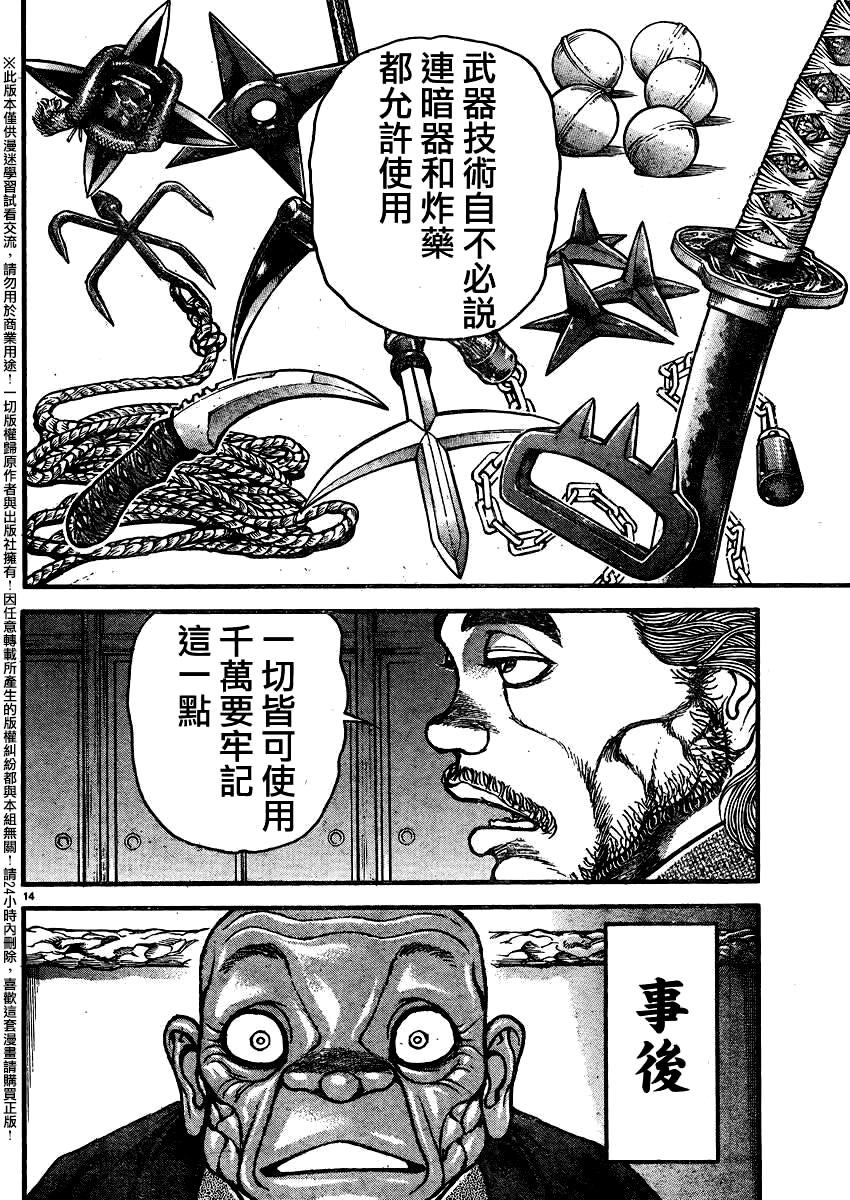 武器技術自不必說
連暗器和炸藥
都允許使用
一切皆可使用
千萬要牢記
這一點
14
事後
※此版本僅供漫迷學習試看交流，請勿用於商業用途！一切版權歸原作者與出版社擁有！因任意轉載所產生的版權糾紛都與本組無關！請24小時內刪除，喜歡這套漫畫請購買正版！